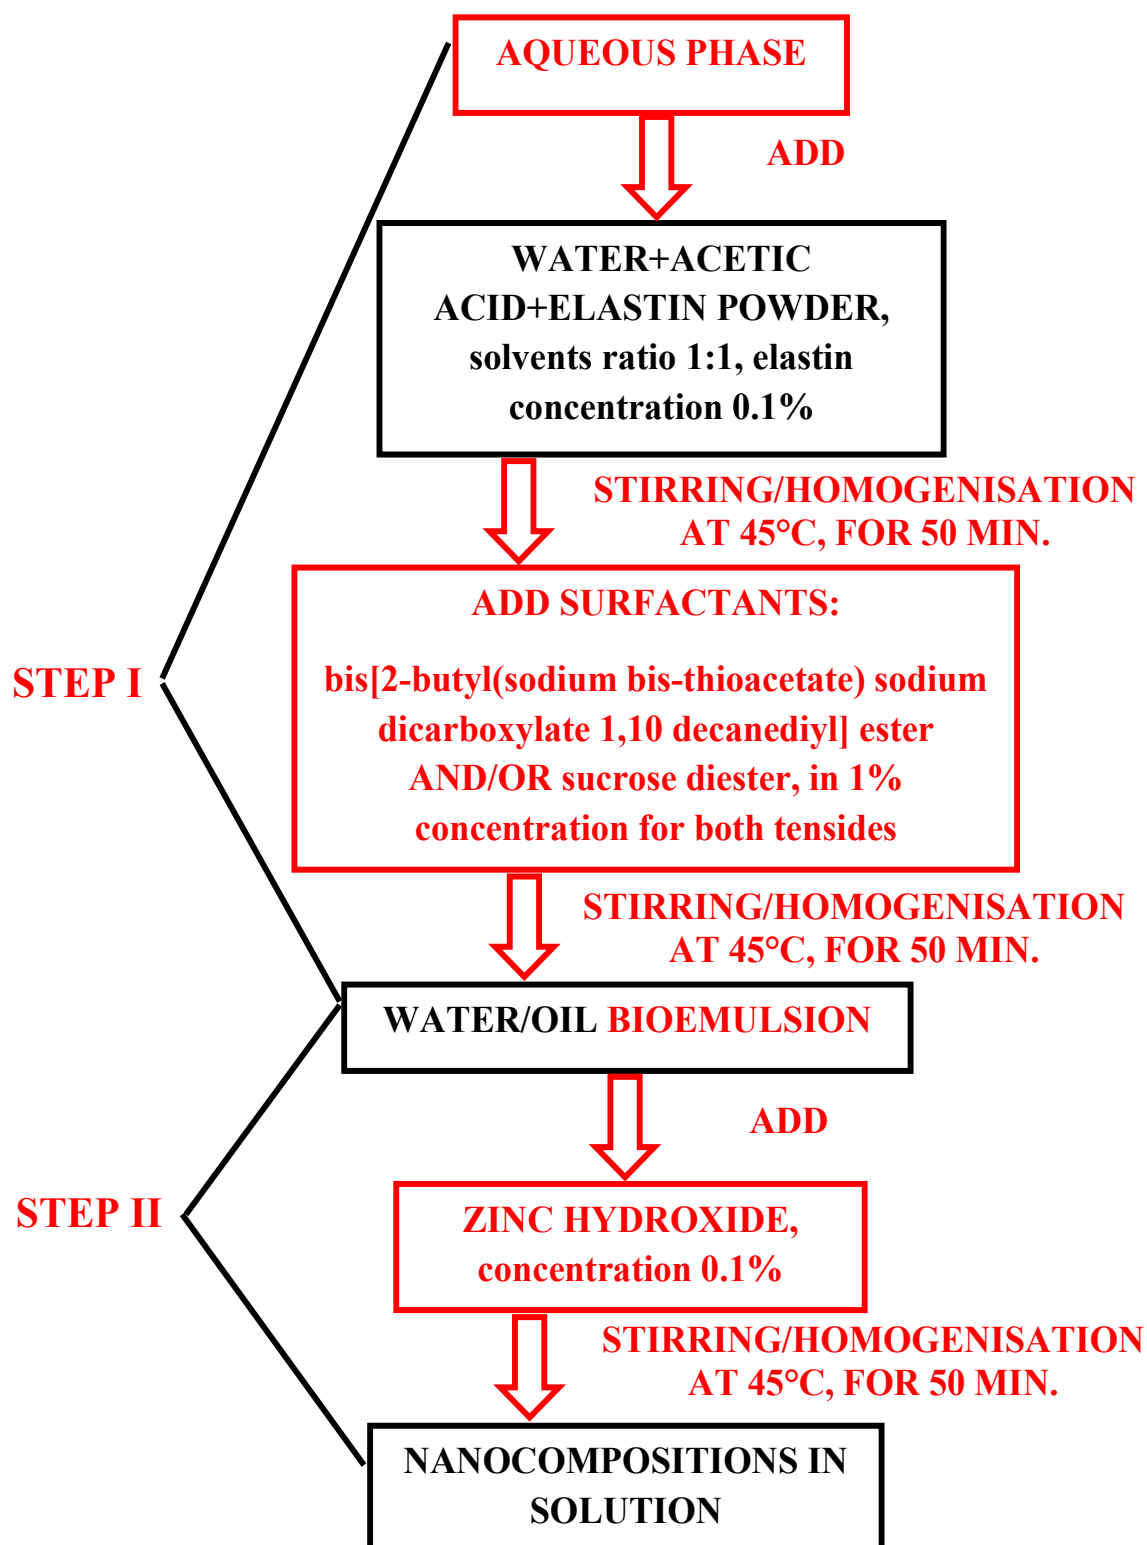 AQUEOUS PHASE
ADD
WATER+ACETIC
ACID+ELASTIN POWDER,
solvents ratio 1:1, elastin
concentration 0.1%
STIRRING/HOMOGENISATION
AT 45°C, FOR 50 MIN.
ADD SURFACTANTS:
bis[2-butyl(sodium bis-thioacetate) sodium
dicarboxylate 1,10 decanediyl] ester
AND/OR sucrose diester, in 1%
concentration for both tensides
STEP I
STIRRING/HOMOGENISATION
AT 45°C, FOR 50 MIN.
WATER/OIL BIOEMULSION
ADD
STEP II
ZINC HYDROXIDE,
concentration 0.1%
STIRRING/HOMOGENISATION
AT 45°C, FOR 50 MIN.
NANOCOMPOSITIONS IN
SOLUTION